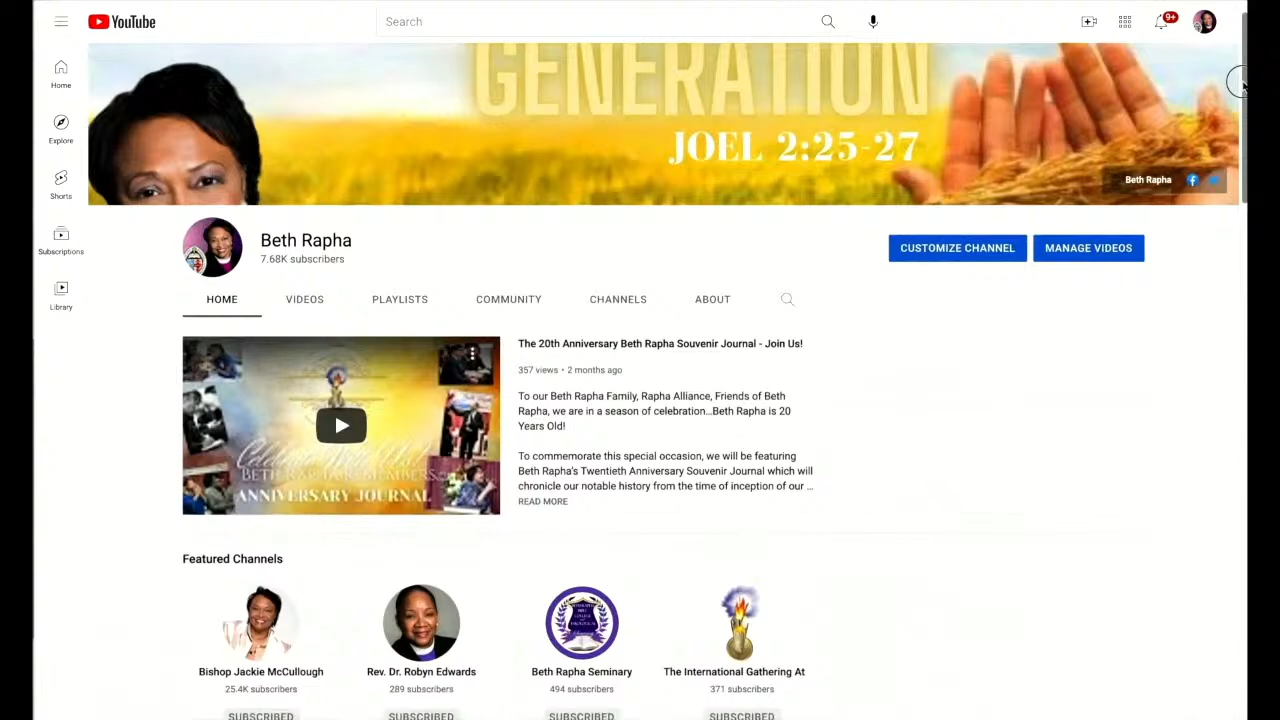 YouTube
Search
9+
Home
Explore
Shorts
Subscriptions
Library
GENERATION
JOEL 2:25-27
Beth Rapha
Beth Rapha
7.68K subscribers
CUSTOMIZE CHANNEL
MANAGE VIDEOS
HOME
VIDEOS
PLAYLISTS
COMMUNITY
CHANNELS
ABOUT
ANNIVERSARY JOURNAL
The 20th Anniversary Beth Rapha Souvenir Journal - Join Us!
357 views • 2 months ago
To our Beth Rapha Family, Rapha Alliance, Friends of Beth
Rapha, we are in a season of celebration...Beth Rapha is 20
Years Old!
To commemorate this special occasion, we will be featuring
Beth Rapha's Twentieth Anniversary Souvenir Journal which will
chronicle our notable history from the time of inception of our ...
READ MORE
Featured Channels
Bishop Jackie McCullough
25.4K subscribers
SUBSCRIBED
Rev. Dr. Robyn Edwards
289 subscribers
SUBSCRIBED
Beth Rapha Seminary
494 subscribers
SUBSCRIBED
The International Gathering At
371 subscribers
SUBSCRIBED